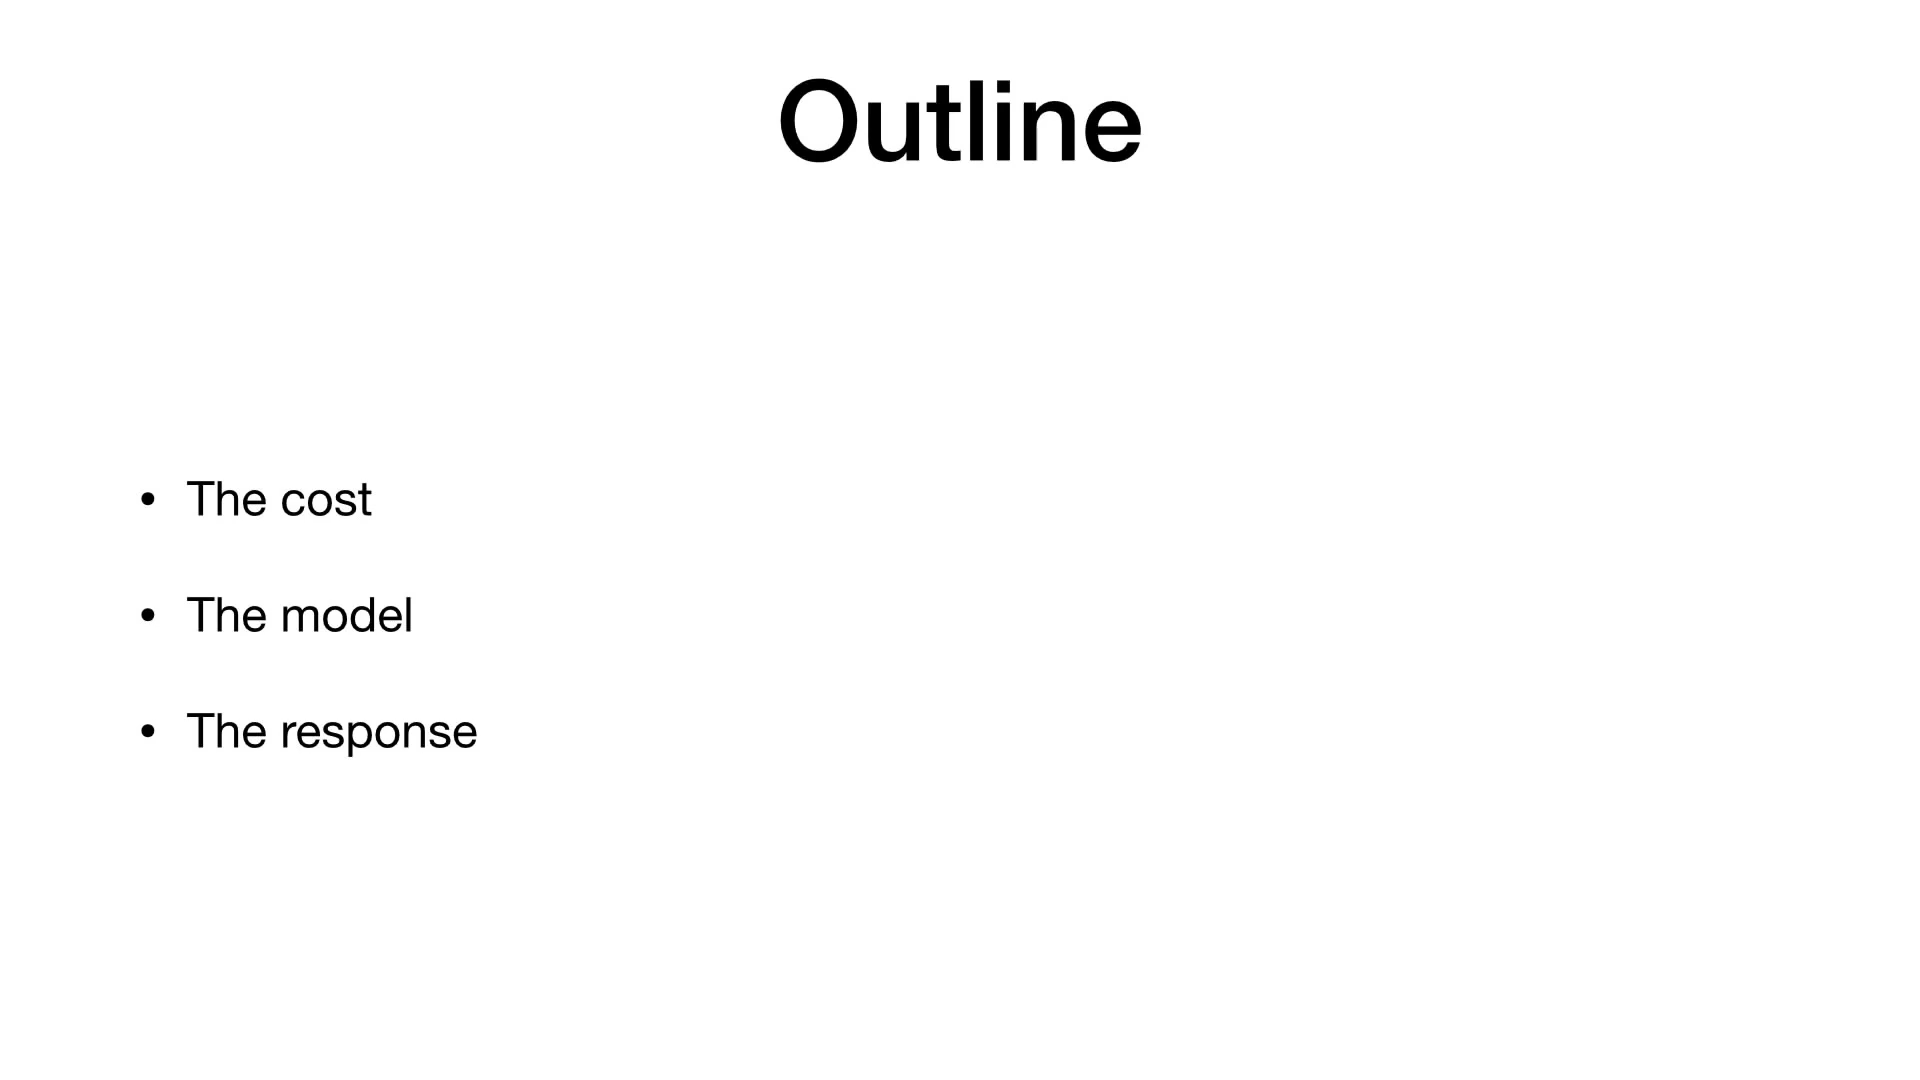 Outline
• The cost
• The model
• The response